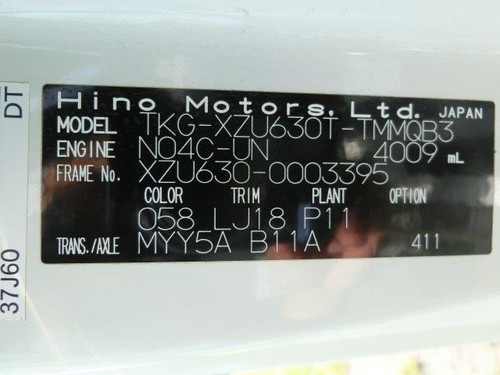 Hino Motors, Ltd. JAPAN
MODEL TKG-XZU630T-TMMQB3
ENGINE N04C-UN 4009 mL
FRAME No. XZU630-0003395
COLOR TRIM PLANT OPTION
058 LJ18 P11
TRANS./AXLE MYY5A B11A 411
DT
37J60